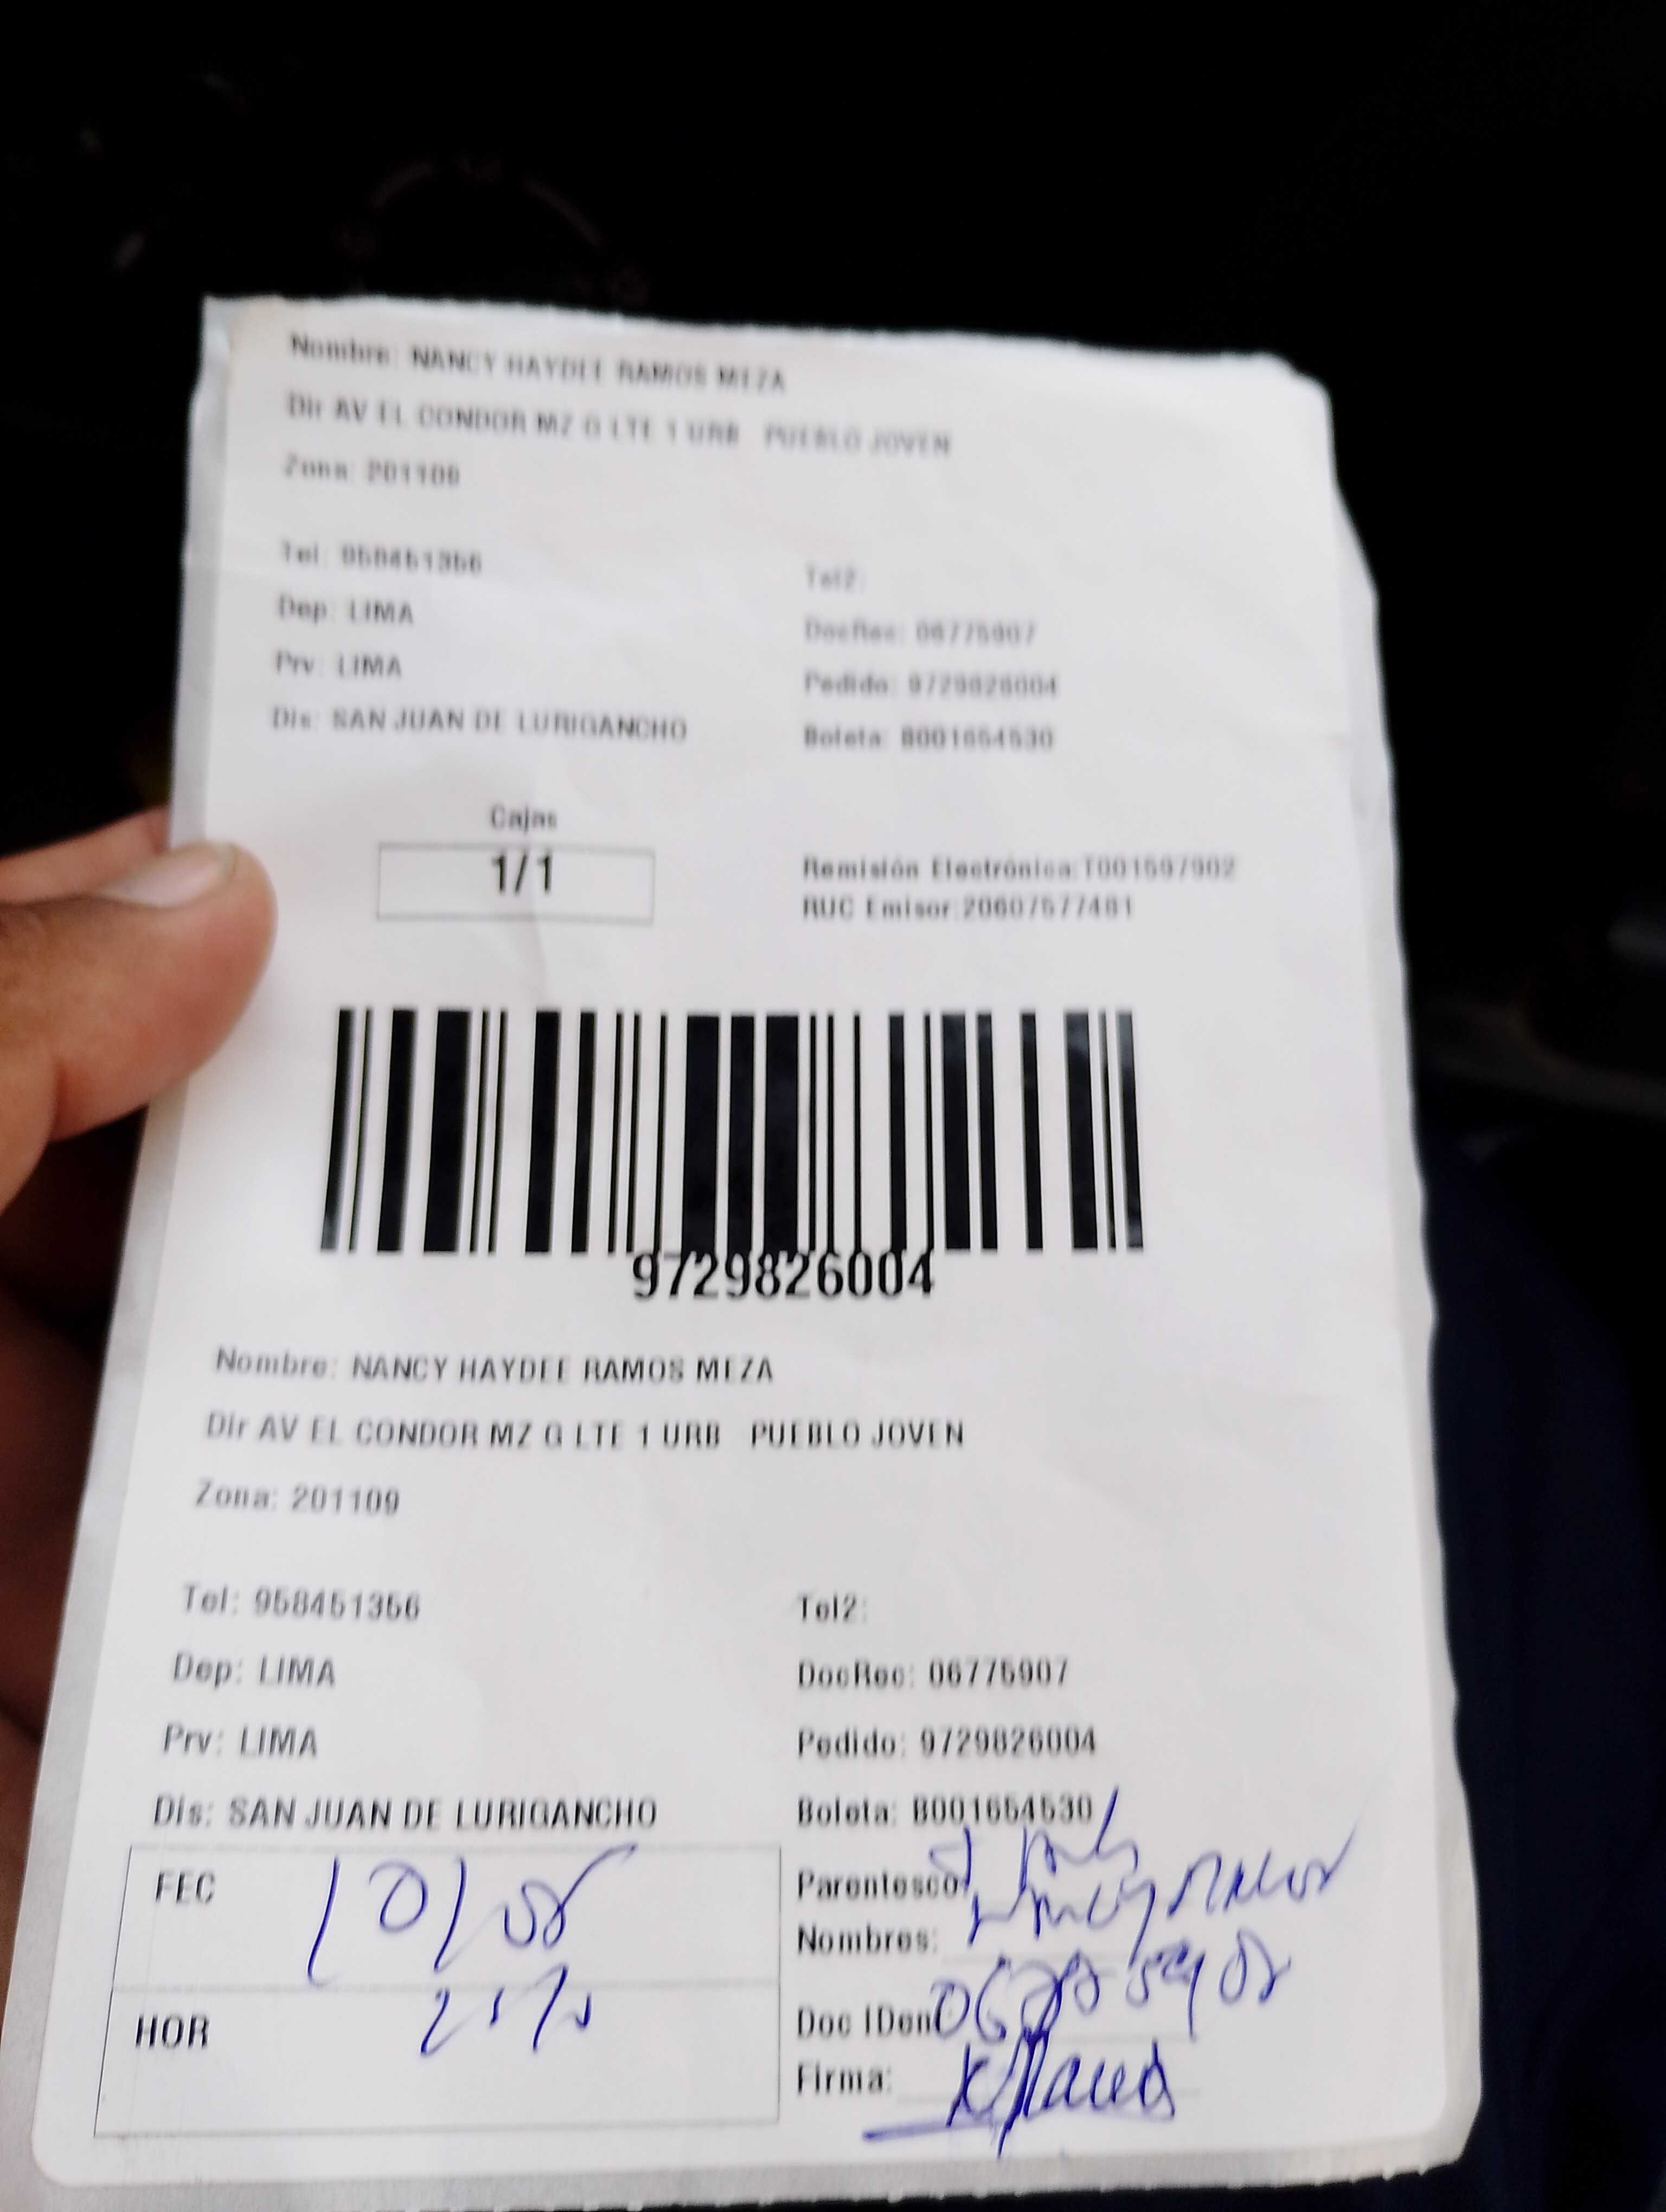 Nombre: NANCY HAYDEE RAMOS MEZA
Dir AV EL CONDOR MZ G LTE 1 URB PUEBLO JOVEN
Zona: 201109
Tel: 958451356 Tel2:
Dep: LIMA DocRec: 06775907
Prv: LIMA Pedido: 9729826004
Dis: SAN JUAN DE LURIGANCHO Boleta: B001654530
Cajas
1/1
Remisión Electrónica:T001597902
RUC Emisor:20607577481
9729826004
Nombre: NANCY HAYDEE RAMOS MEZA
Dir AV EL CONDOR MZ G LTE 1 URB PUEBLO JOVEN
Zona: 201109
Tel: 958451356 Tel2:
Dep: LIMA DocRec: 06775907
Prv: LIMA Pedido: 9729826004
Dis: SAN JUAN DE LURIGANCHO Boleta: B001654530
FEC
Parentesco:
Nombres:
HOR
Doc IDen
Firma: